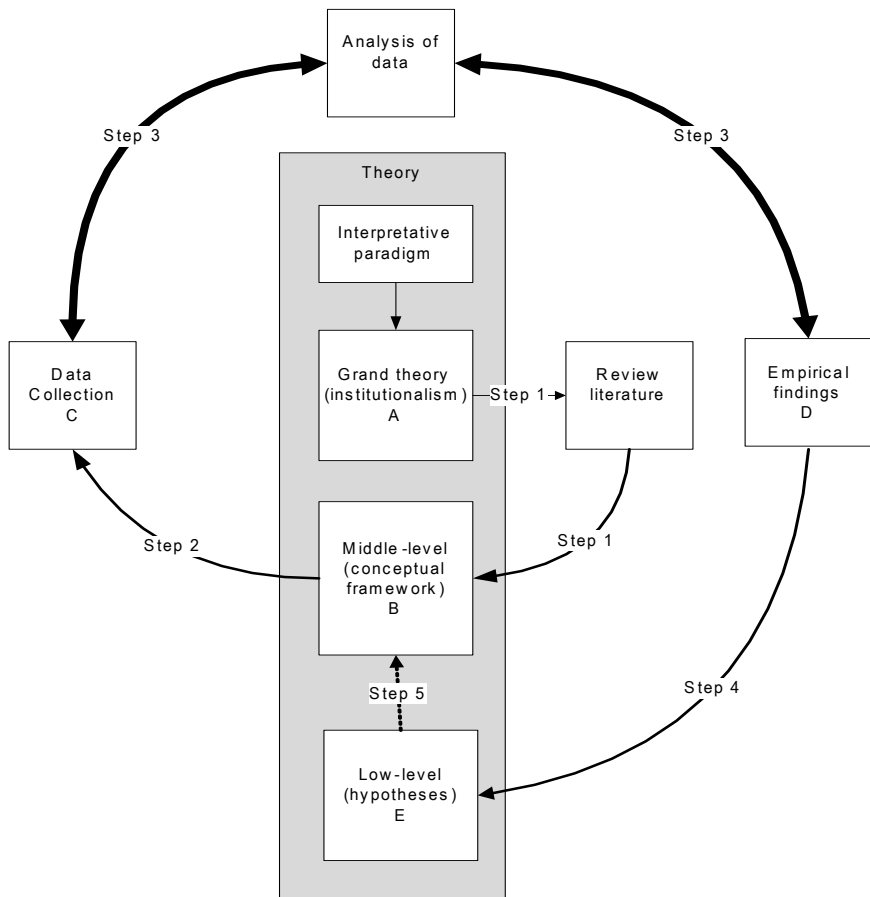 Analysis of
data
Step 3
Step 3
Theory
Interpretative
paradigm
Data
Collection
C
Grand theory
(institutionalism)
A
Step 1
Review
literature
Empirical
findings
D
Step 2
Middle-level
(conceptual
framework)
B
Step 1
Step 5
Step 4
Low-level
(hypotheses)
E